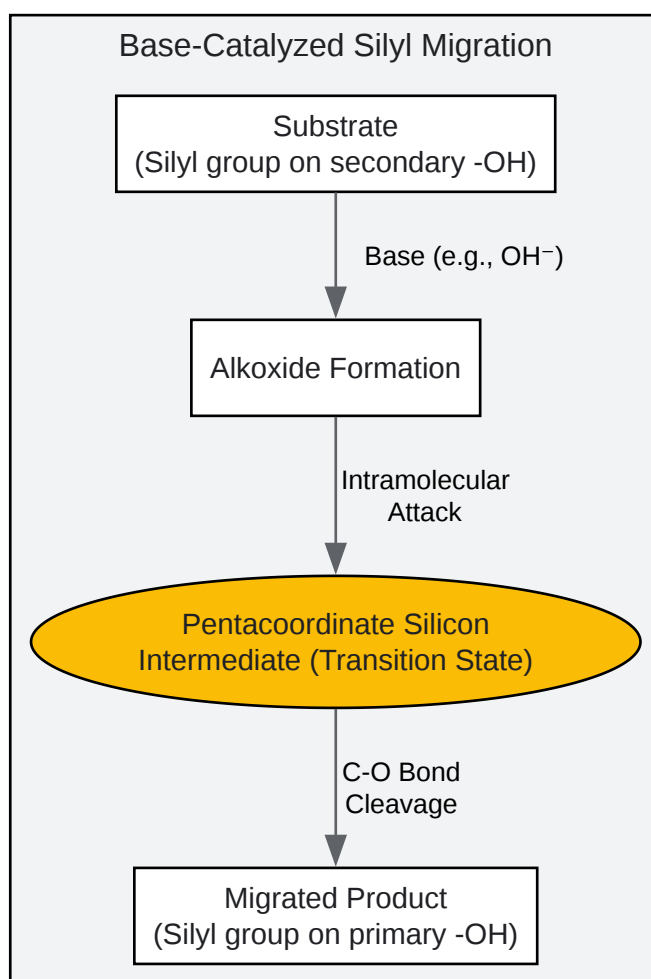 Base-Catalyzed Silyl Migration
Substrate
(Silyl group on secondary -OH)
Base (e.g., OH⁻)
Alkoxide Formation
Intramolecular
Attack
Pentacoordinate Silicon
Intermediate (Transition State)
C-O Bond
Cleavage
Migrated Product
(Silyl group on primary -OH)